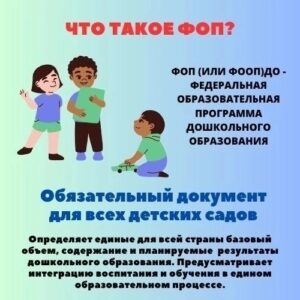 ЧТО ТАКОЕ ФОП?
ФОП (ИЛИ ФООП)ДО -
ФЕДЕРАЛЬНАЯ
ОБРАЗОВАТЕЛЬНАЯ
ПРОГРАММА
ДОШКОЛЬНОГО
ОБРАЗОВАНИЯ
Обязательный документ
для всех детских садов
Определяет единые для всей страны базовый
объем, содержание и планируемые результаты
дошкольного образования. Предусматривает
интеграцию воспитания и обучения в едином
образовательном процессе.